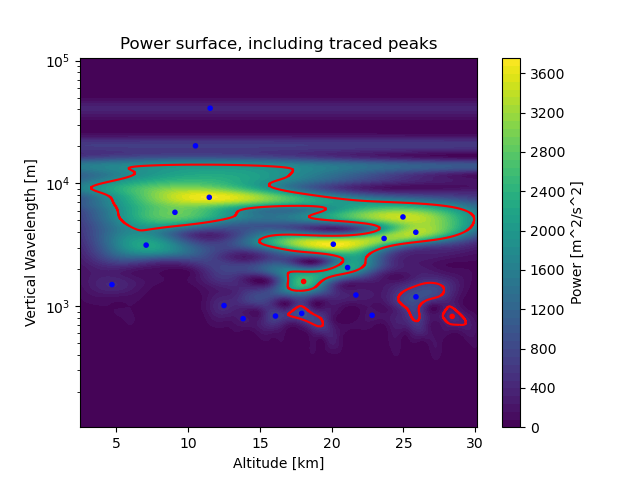 Power surface, including traced peaks
10^5
10^4
10^3
Vertical Wavelength [m]
5 10 15 20 25 30
Altitude [km]
3600
3200
2800
2400
2000
1600
1200
800
400
0
Power [m^2/s^2]